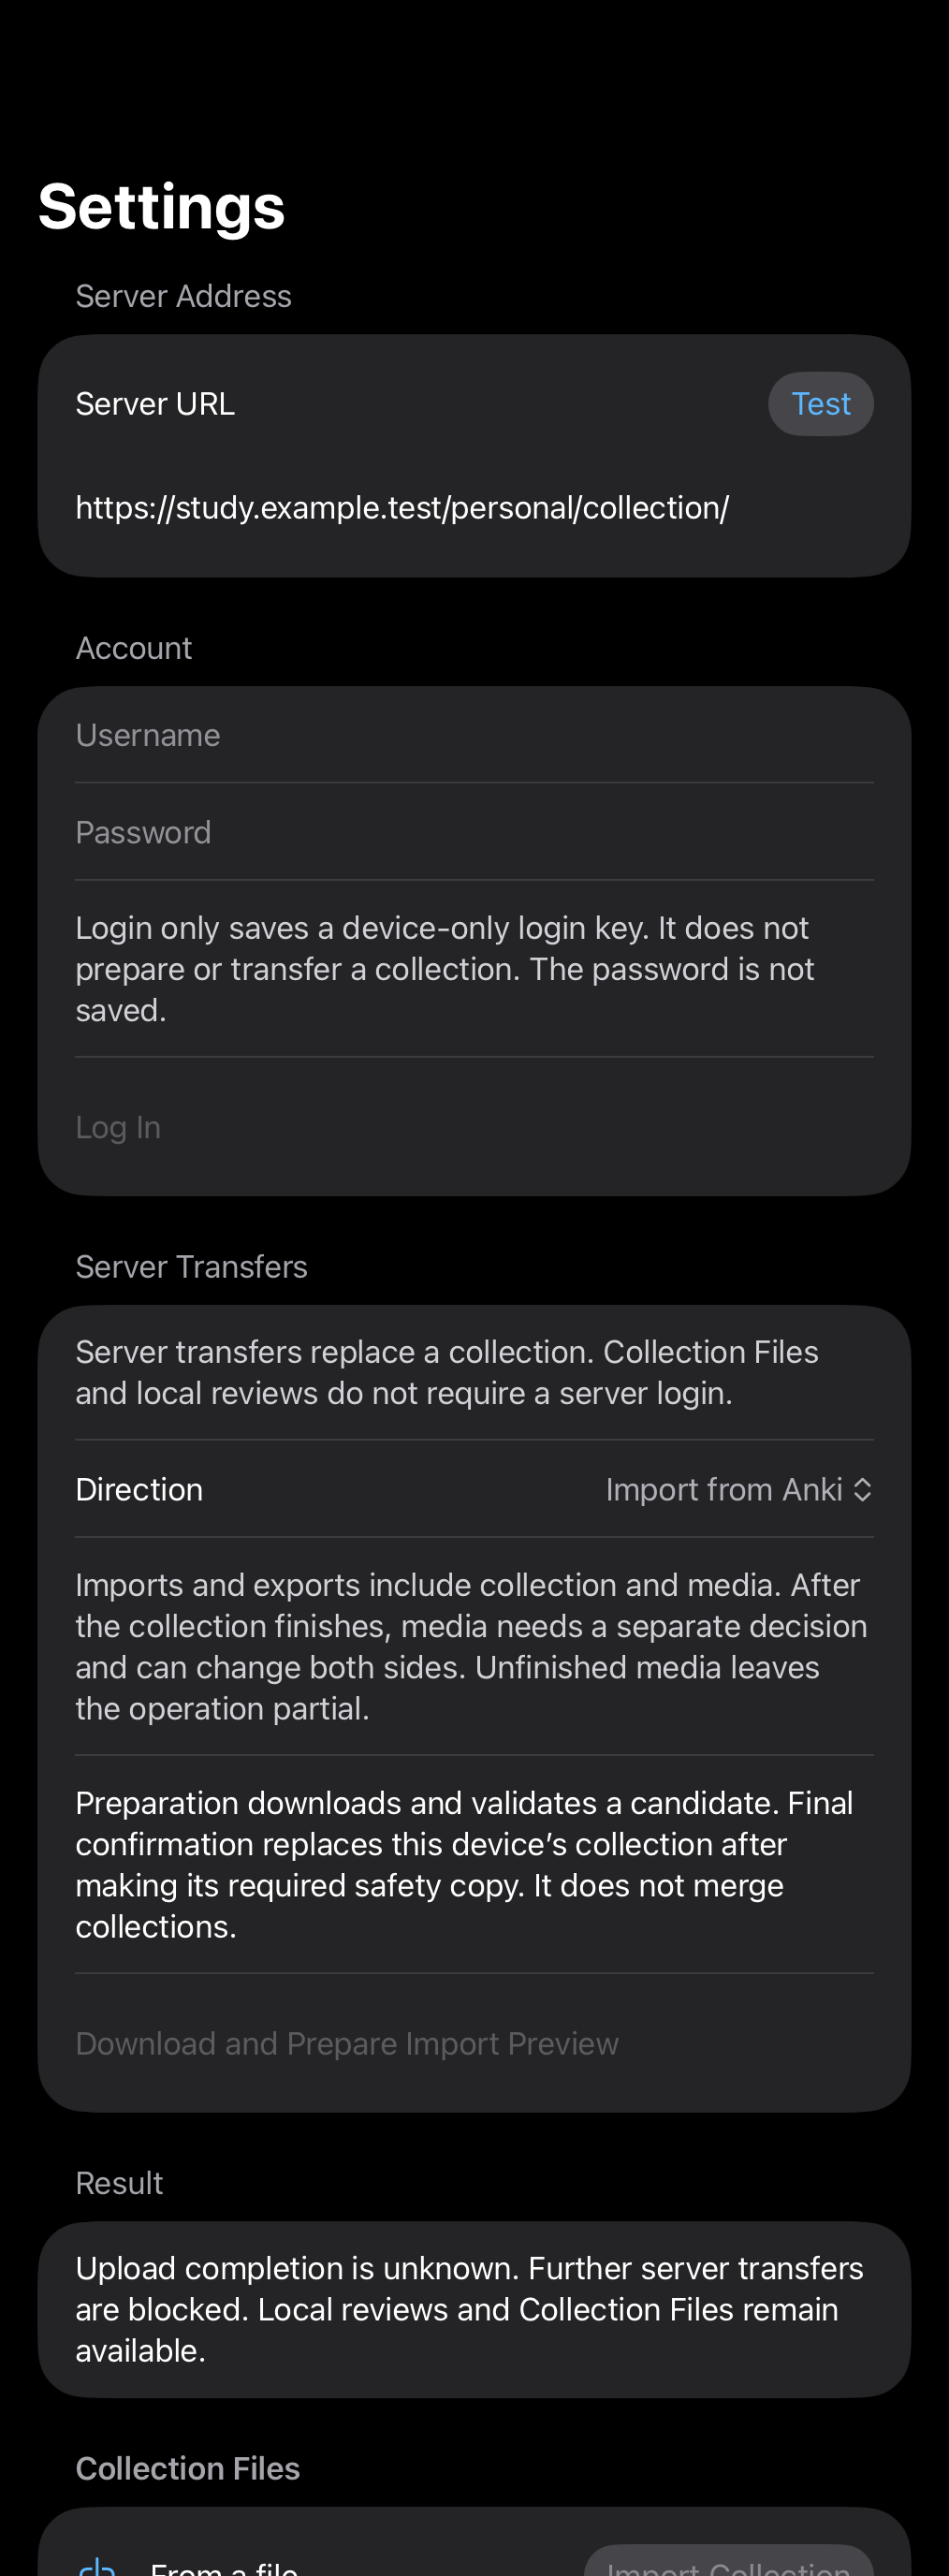 Settings
Server Address
Server URL
Test
https://study.example.test/personal/collection/
Account
Username
Password
Login only saves a device-only login key. It does not
prepare or transfer a collection. The password is not
saved.
Log In
Server Transfers
Server transfers replace a collection. Collection Files
and local reviews do not require a server login.
Direction
Import from Anki
Imports and exports include collection and media. After
the collection finishes, media needs a separate decision
and can change both sides. Unfinished media leaves
the operation partial.
Preparation downloads and validates a candidate. Final
confirmation replaces this device’s collection after
making its required safety copy. It does not merge
collections.
Download and Prepare Import Preview
Result
Upload completion is unknown. Further server transfers
are blocked. Local reviews and Collection Files remain
available.
Collection Files
From a file
Import Collection